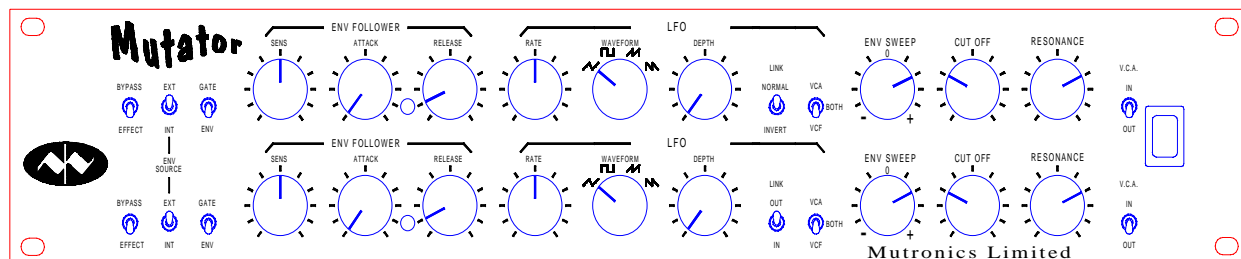 Mutator
ENV FOLLOWER LFO
SENS ATTACK RELEASE RATE WAVEFORM DEPTH
ENV SWEEP CUT OFF RESONANCE
0
LINK V.C.A.
BYPASS EXT GATE NORMAL VCA IN
BOTH
- +
EFFECT INT ENV INVERT VCF OUT
ENV FOLLOWER LFO
SENS ATTACK RELEASE RATE WAVEFORM DEPTH
ENV SWEEP CUT OFF RESONANCE
ENV
SOURCE
0
LINK V.C.A.
BYPASS EXT GATE OUT VCA IN
BOTH
- +
EFFECT INT ENV IN VCF OUT
Mutronics Limited